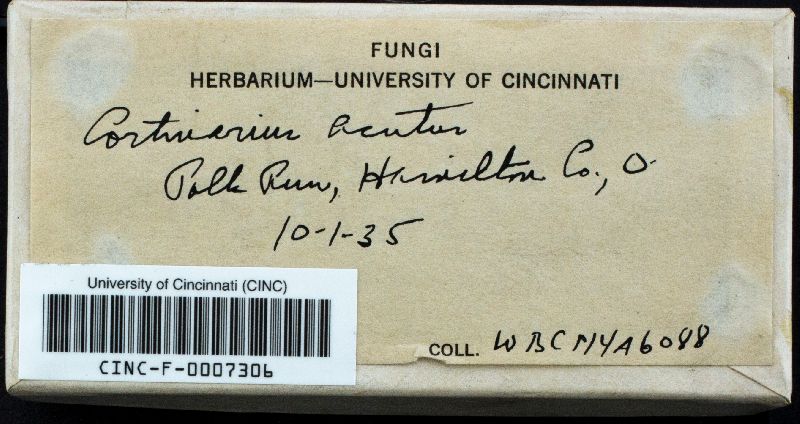 FUNGI
HERBARIUM—UNIVERSITY OF CINCINNATI
Cortinarius acutus
Polk Run, Hamilton Co., O.
10-1-35
University of Cincinnati (CINC)
CINC-F-0007306
COLL. WBC MYA6088